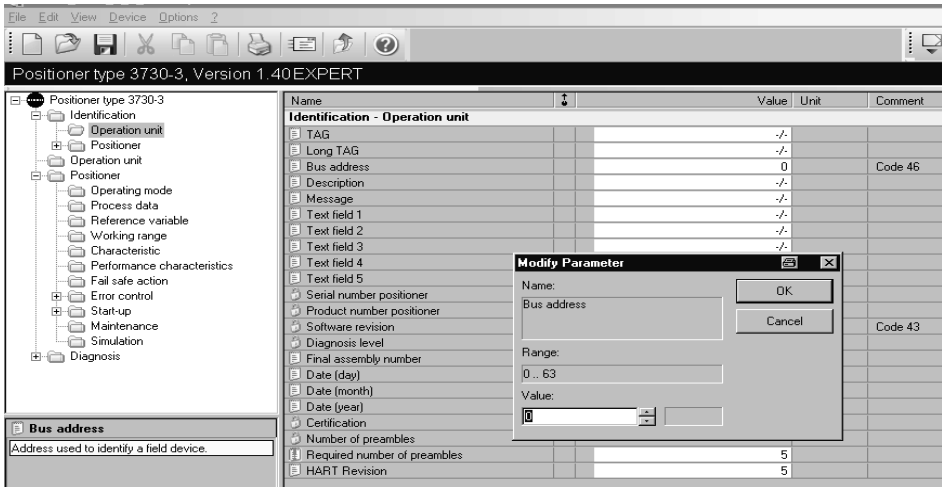 File Edit View Device Options ?
Positioner type 3730-3, Version 1.40EXPERT
Positioner type 3730-3
Identification
Operation unit
Positioner
Operation unit
Positioner
Operating mode
Process data
Reference variable
Working range
Characteristic
Performance characteristics
Fail safe action
Error control
Start-up
Maintenance
Simulation
Diagnosis
Bus address
Address used to identify a field device.
Name Value Unit Comment
Identification - Operation unit
TAG -/-
Long TAG -/-
Bus address 0 Code 46
Description -/-
Message -/-
Text field 1 -/-
Text field 2 -/-
Text field 3 -/-
Text field 4
Text field 5
Serial number positioner
Product number positioner
Software revision Code 43
Diagnosis level
Final assembly number
Date (day)
Date (month)
Date (year)
Certification
Number of preambles
Required number of preambles 5
HART Revision 5
Modify Parameter
Name:
Bus address
OK
Cancel
Range:
0 .. 63
Value:
0